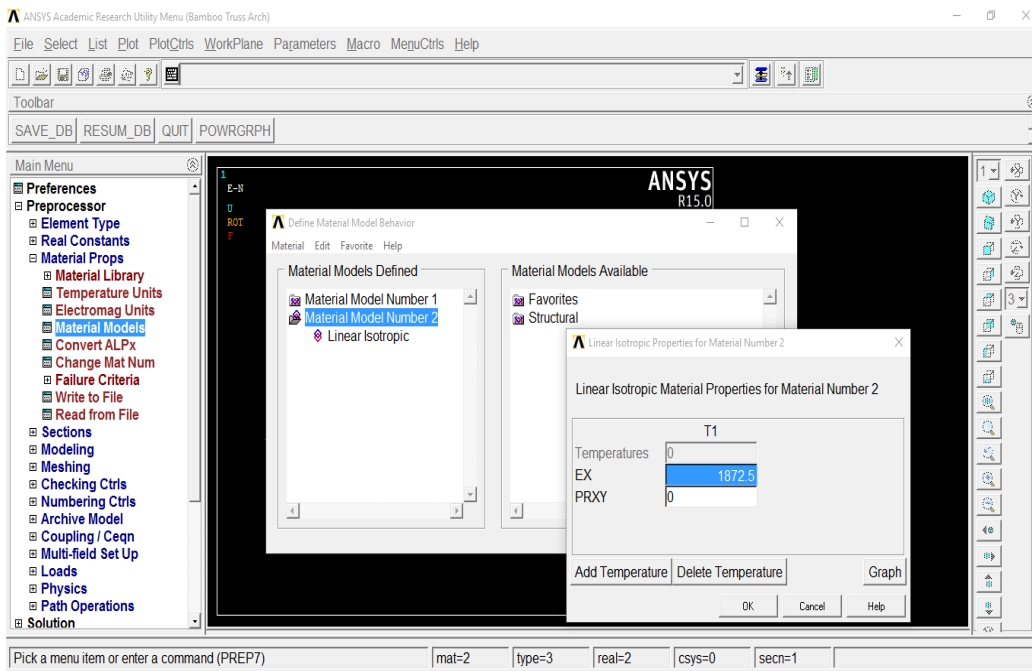 ANSYS Academic Research Utility Menu (Bamboo Truss Arch)
File Select List Plot PlotCtrls WorkPlane Parameters Macro MenuCtrls Help
Toolbar
SAVE_DB RESUM_DB QUIT POWRGRPH
Main Menu
Preferences
Preprocessor
Element Type
Real Constants
Material Props
Material Library
Temperature Units
Electromag Units
Material Models
Convert ALPx
Change Mat Num
Failure Criteria
Write to File
Read from File
Sections
Modeling
Meshing
Checking Ctrls
Numbering Ctrls
Archive Model
Coupling / Ceqn
Multi-field Set Up
Loads
Physics
Path Operations
Solution
1
E-N
U
ROT
F
ANSYS
R15.0
Define Material Model Behavior
Material Edit Favorite Help
Material Models Defined
Material Model Number 1
Material Model Number 2
Linear Isotropic
Material Models Available
Favorites
Structural
Linear Isotropic Properties for Material Number 2
Linear Isotropic Material Properties for Material Number 2
T1
Temperatures 0
EX 1872.5
PRXY 0
Add Temperature Delete Temperature Graph
OK Cancel Help
1
3
Pick a menu item or enter a command (PREP7) mat=2 type=3 real=2 csys=0 secn=1